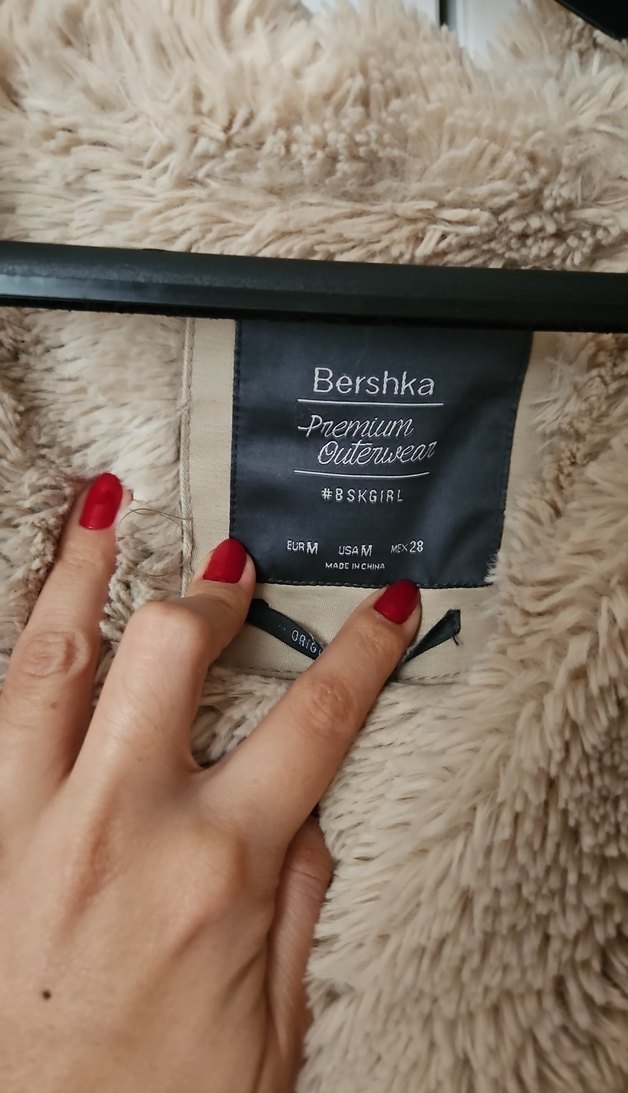 Bershka
Premium
Outerwear
#BSKGIRL
EUR M USA M MEX 28
MADE IN CHINA